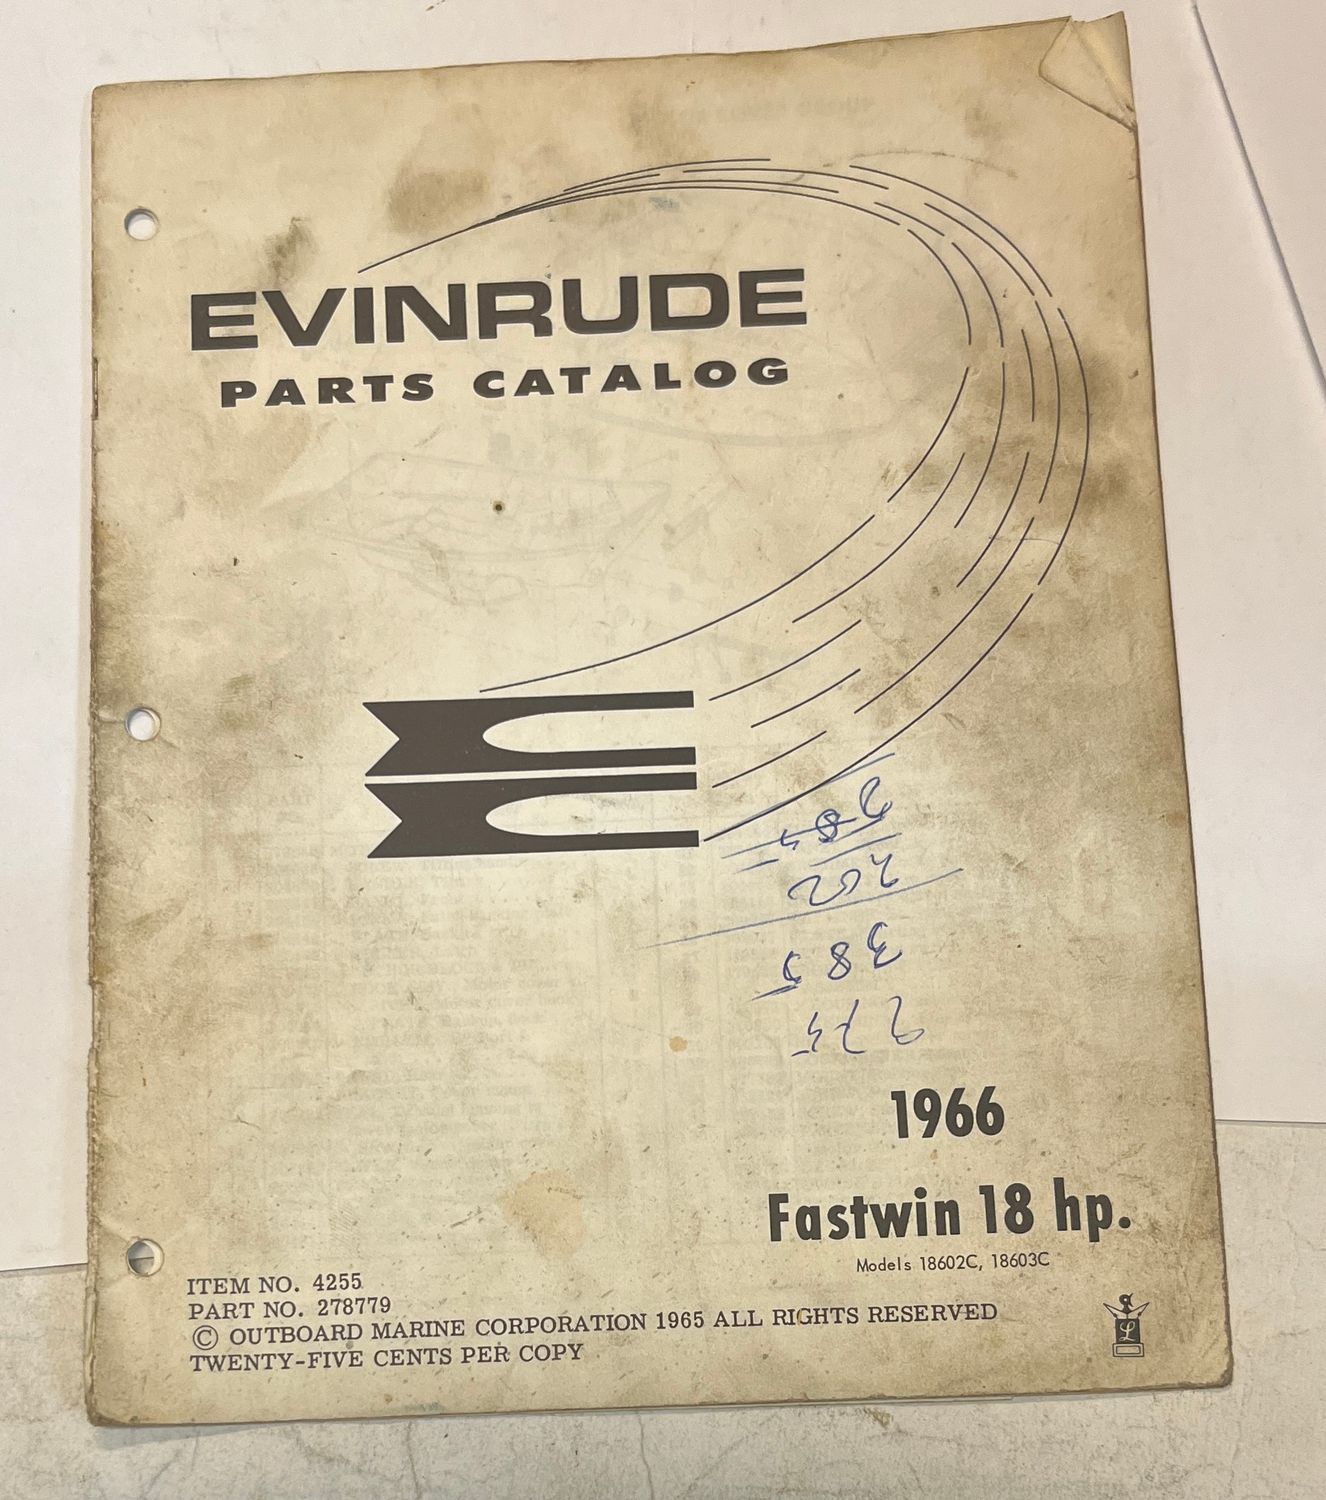 EVINRUDE
PARTS CATALOG
385
1966
Fastwin 18 hp.
Models 18602C, 18603C
ITEM NO. 4255
PART NO. 278779
© OUTBOARD MARINE CORPORATION 1965 ALL RIGHTS RESERVED
TWENTY-FIVE CENTS PER COPY